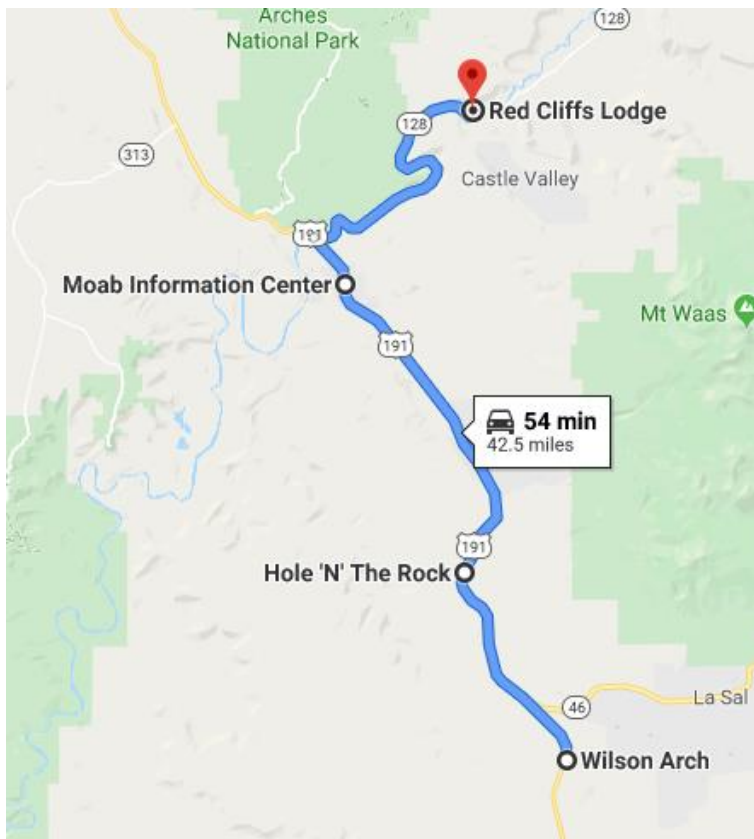 Arches
National Park
128
Red Cliffs Lodge
128
313
Castle Valley
191
Moab Information Center
Mt Waas
191
54 min
42.5 miles
191
Hole 'N' The Rock
La Sal
46
Wilson Arch